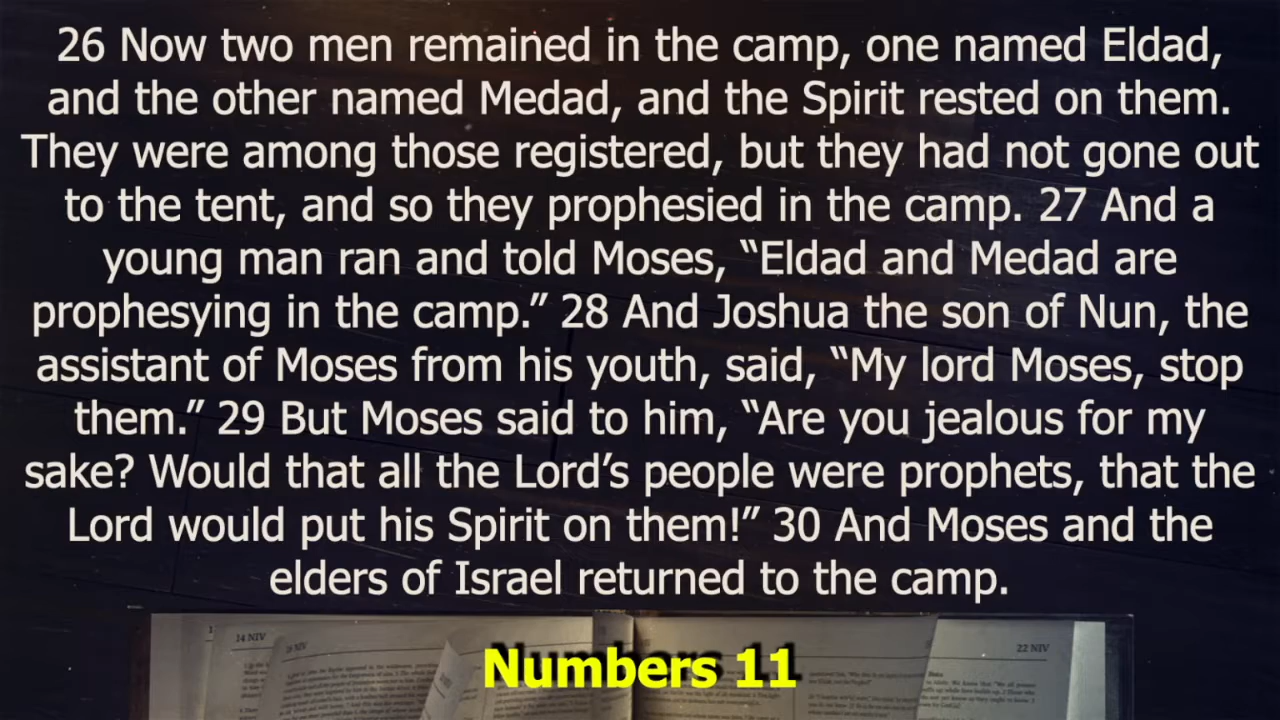 26 Now two men remained in the camp, one named Eldad,
and the other named Medad, and the Spirit rested on them.
They were among those registered, but they had not gone out
to the tent, and so they prophesied in the camp. 27 And a
young man ran and told Moses, “Eldad and Medad are
prophesying in the camp.” 28 And Joshua the son of Nun, the
assistant of Moses from his youth, said, “My lord Moses, stop
them.” 29 But Moses said to him, “Are you jealous for my
sake? Would that all the Lord’s people were prophets, that the
Lord would put his Spirit on them!” 30 And Moses and the
elders of Israel returned to the camp.
14 NIV
22 NIV
Numbers 11